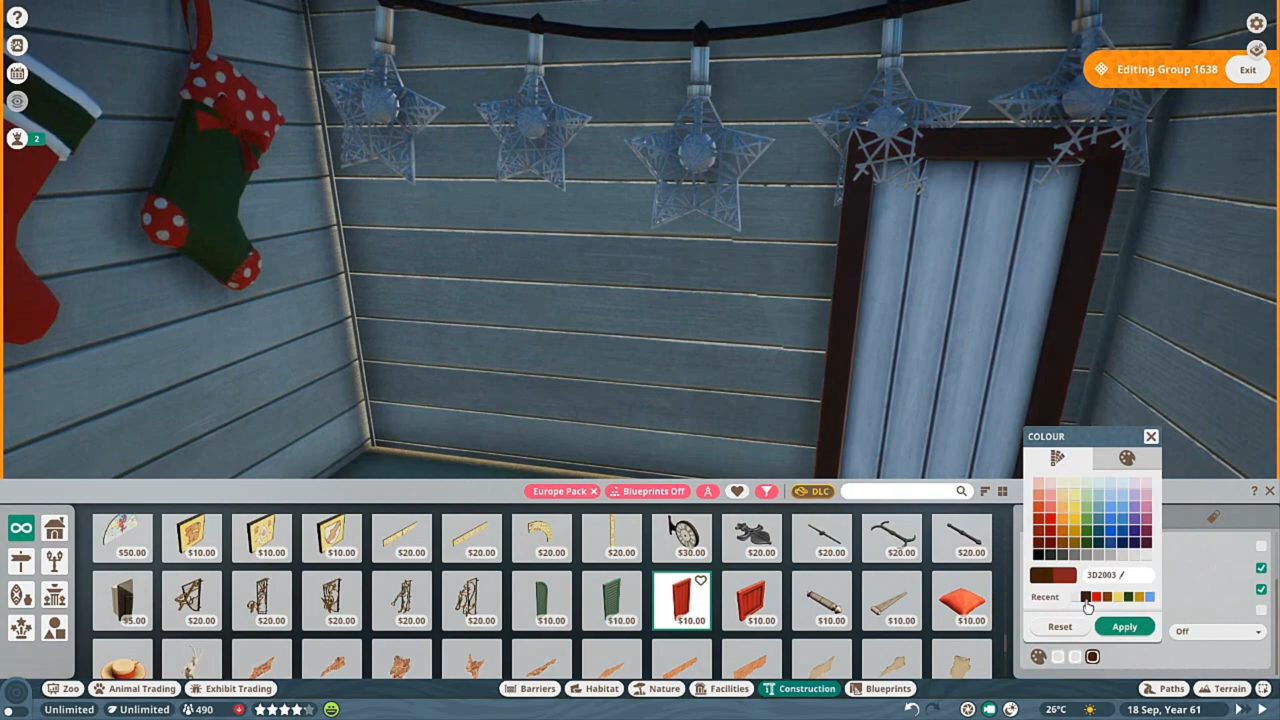 ?
Editing Group 1638
Exit
2
COLOUR
Europe Pack ×
Blueprints Off
DLC
? ×
$50.00
$10.00
$10.00
$10.00
$20.00
$20.00
$20.00
$20.00
$30.00
$20.00
$20.00
$20.00
$20.00
$5.00
$20.00
$20.00
$20.00
$20.00
$10.00
$10.00
$10.00
$10.00
$10.00
$10.00
$10.00
3D2003
Recent
Reset
Apply
Off
Zoo
Animal Trading
Exhibit Trading
Barriers
Habitat
Nature
Facilities
Construction
Blueprints
Paths
Terrain
Unlimited
Unlimited
490
26°C
18 Sep, Year 61